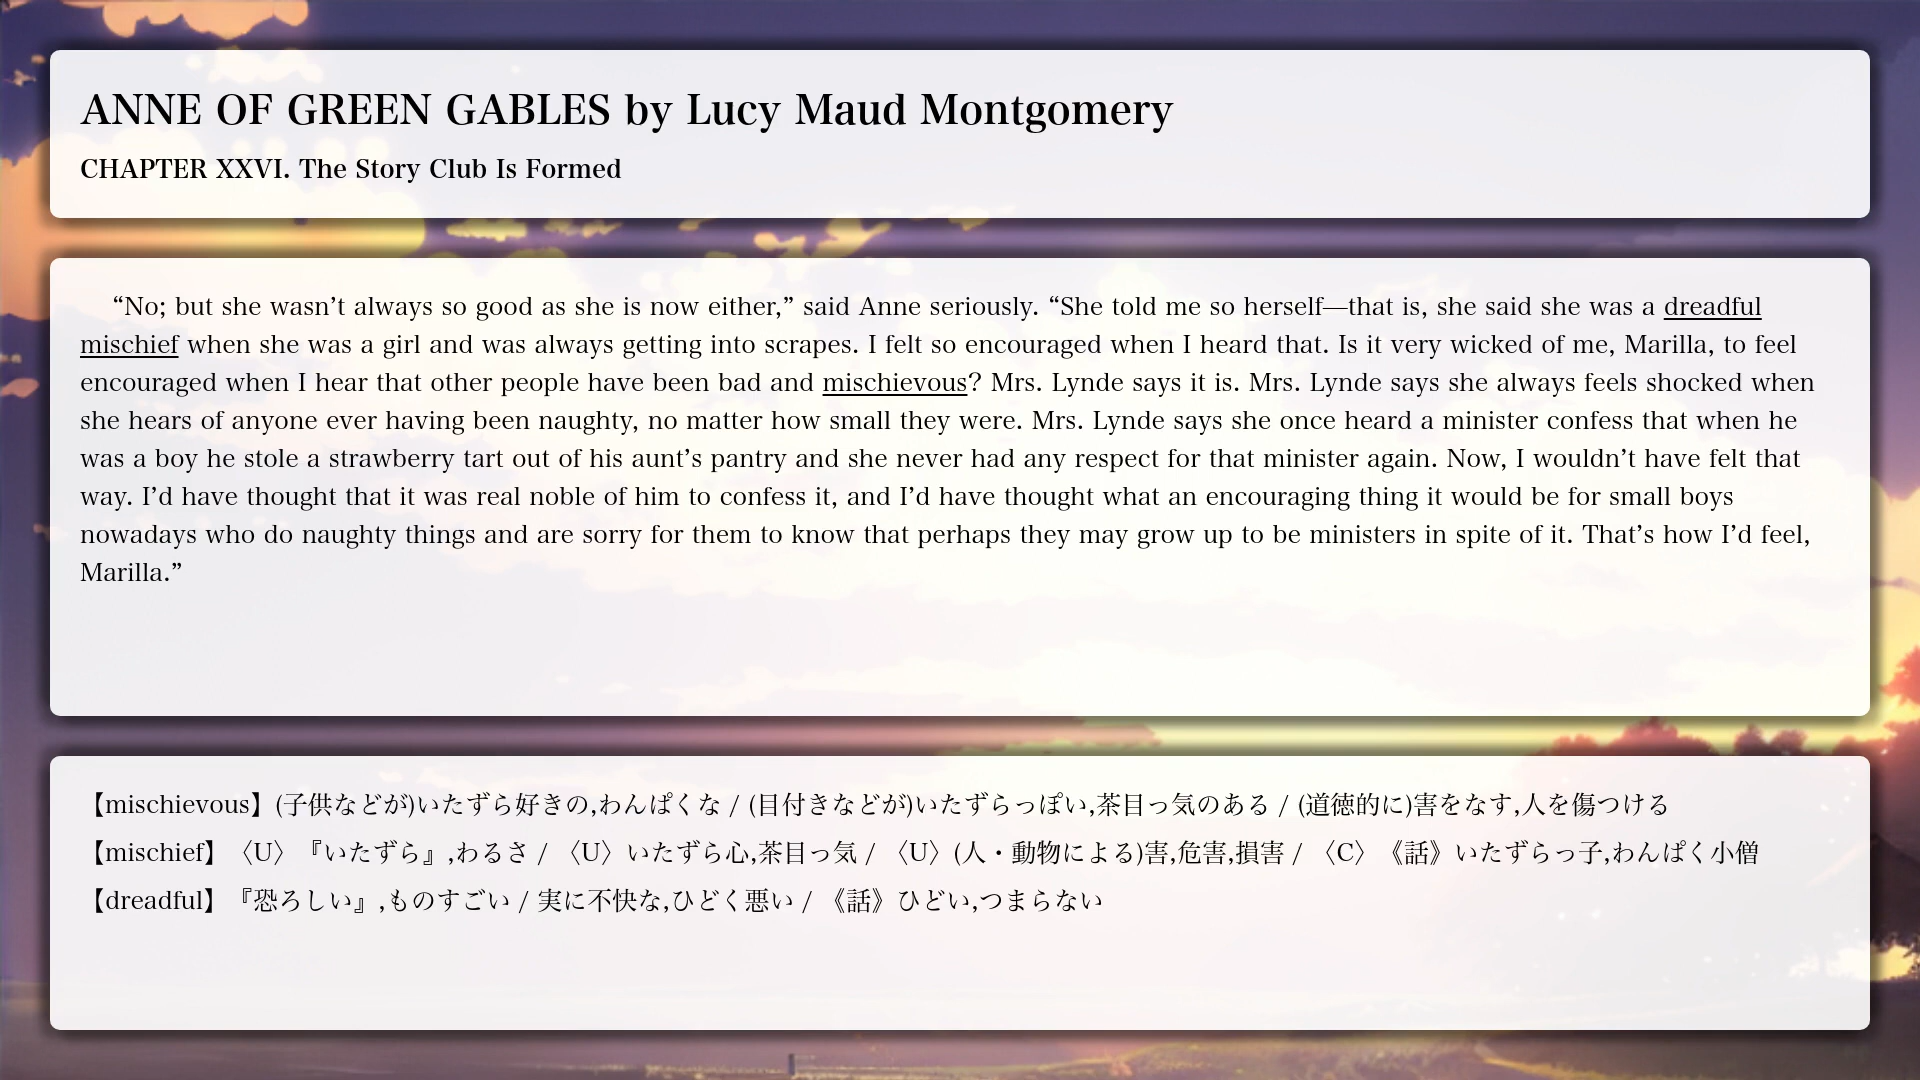 ANNE OF GREEN GABLES by Lucy Maud Montgomery
CHAPTER XXVI. The Story Club Is Formed
“No; but she wasn’t always so good as she is now either,” said Anne seriously. “She told me so herself—that is, she said she was a dreadful
mischief when she was a girl and was always getting into scrapes. I felt so encouraged when I heard that. Is it very wicked of me, Marilla, to feel
encouraged when I hear that other people have been bad and mischievous? Mrs. Lynde says it is. Mrs. Lynde says she always feels shocked when
she hears of anyone ever having been naughty, no matter how small they were. Mrs. Lynde says she once heard a minister confess that when he
was a boy he stole a strawberry tart out of his aunt’s pantry and she never had any respect for that minister again. Now, I wouldn’t have felt that
way. I’d have thought that it was real noble of him to confess it, and I’d have thought what an encouraging thing it would be for small boys
nowadays who do naughty things and are sorry for them to know that perhaps they may grow up to be ministers in spite of it. That’s how I’d feel,
Marilla.”
【mischievous】(子供などが)いたずら好きの,わんぱくな / (目付きなどが)いたずらっぽい,茶目っ気のある / (道徳的に)害をなす,人を傷つける
【mischief】〈U〉『いたずら』,わるさ / 〈U〉いたずら心,茶目っ気 / 〈U〉(人・動物による)害,危害,損害 / 〈C〉《話》いたずらっ子,わんぱく小僧
【dreadful】『恐ろしい』,ものすごい / 実に不快な,ひどく悪い / 《話》ひどい,つまらない